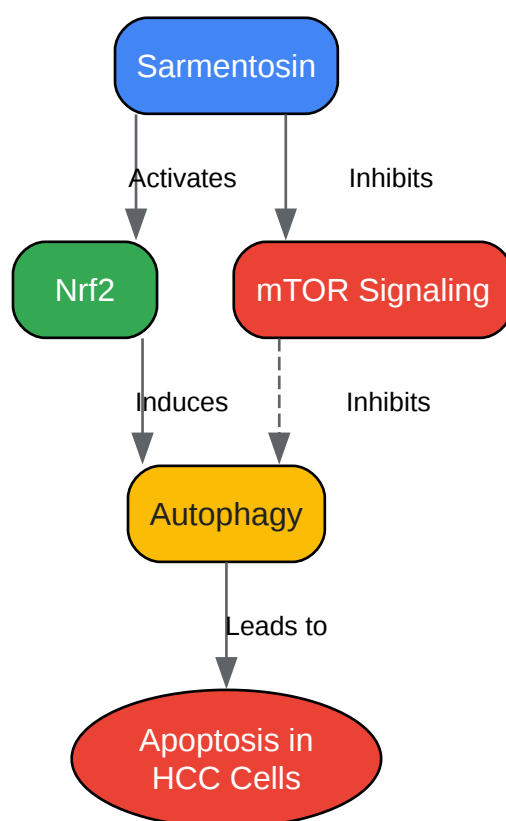 Sarmentosin
Activates
Inhibits
Nrf2
mTOR Signaling
Induces
Inhibits
Autophagy
Leads to
Apoptosis in
HCC Cells